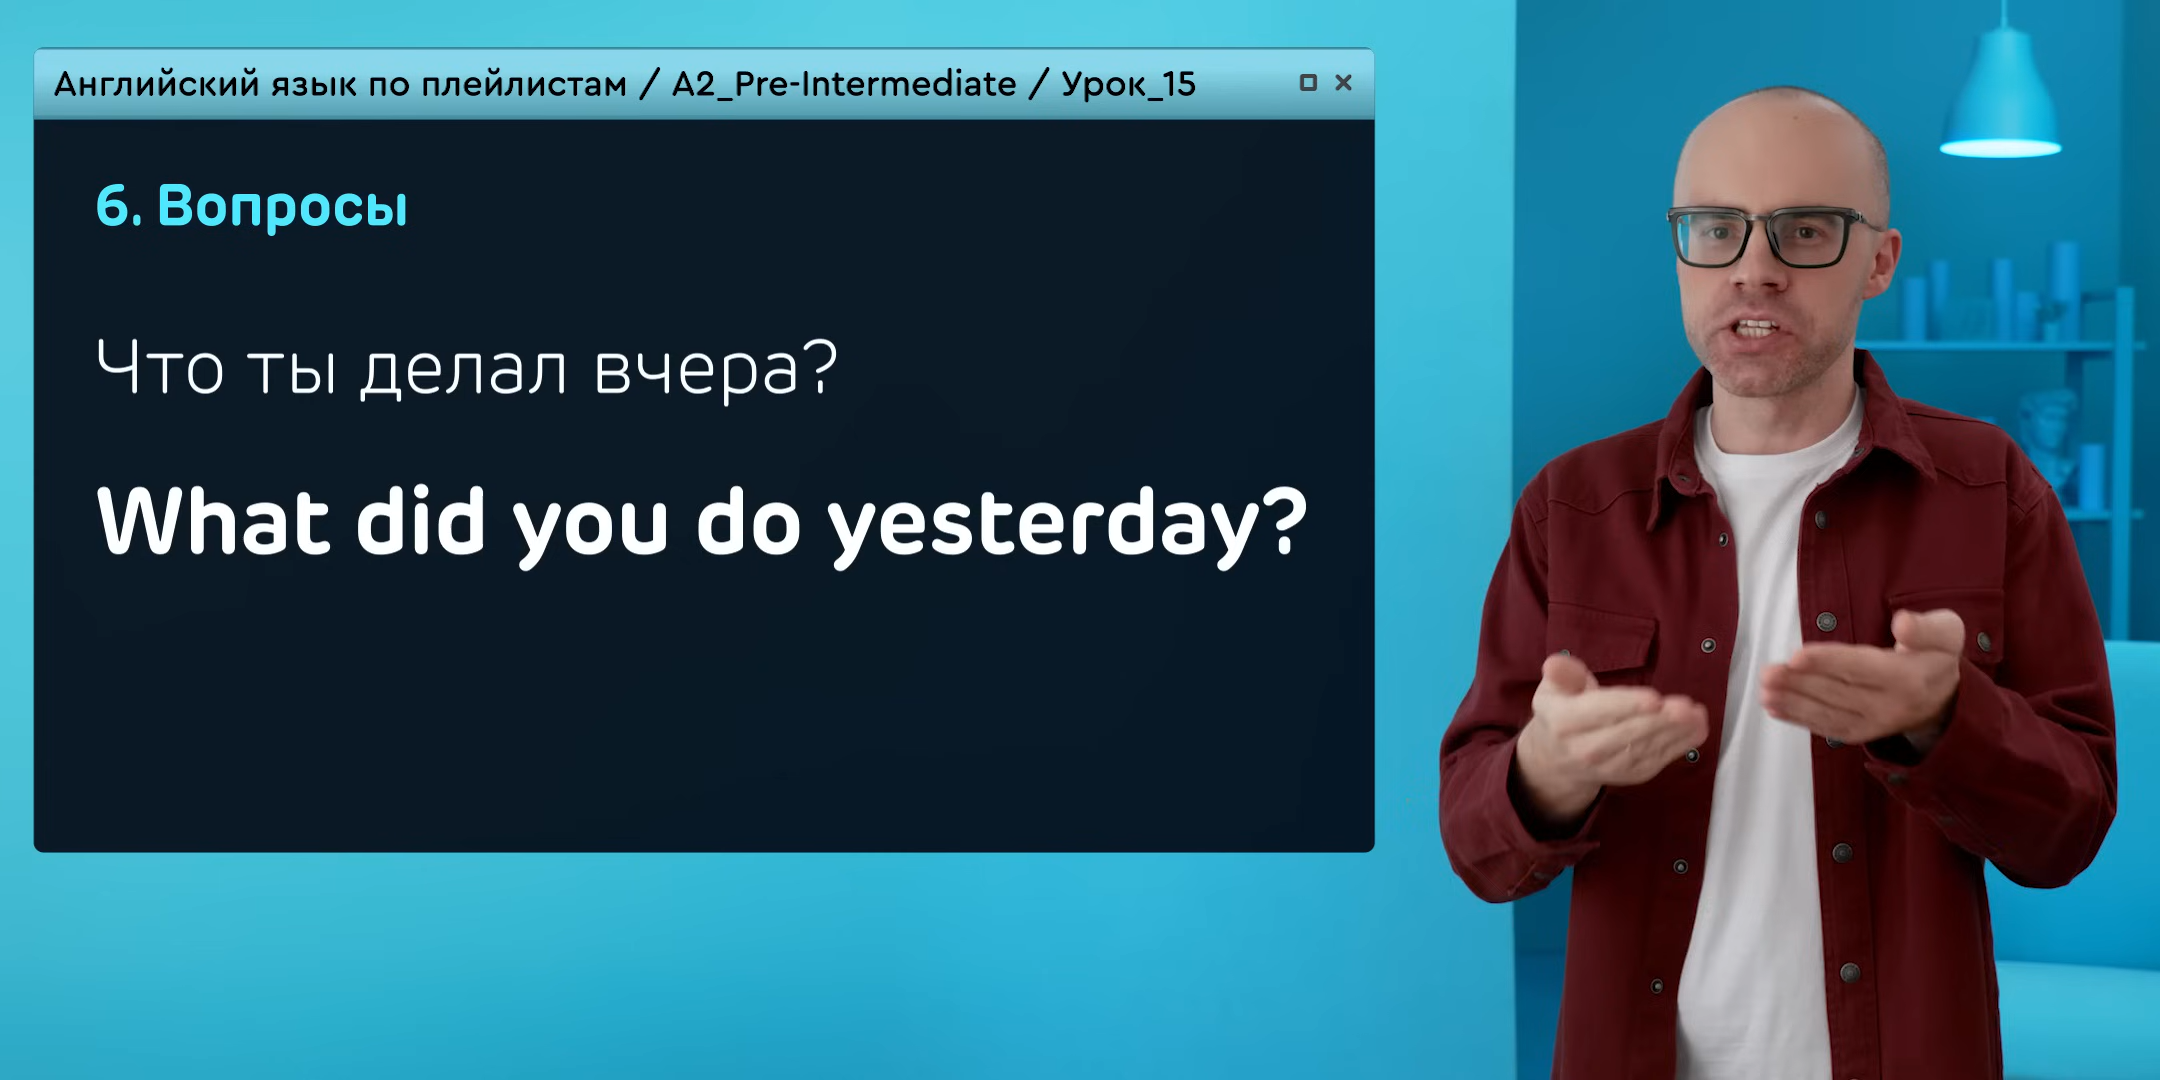 Английский язык по плейлистам / A2_Pre-Intermediate / Урок_15
6. Вопросы
Что ты делал вчера?
What did you do yesterday?